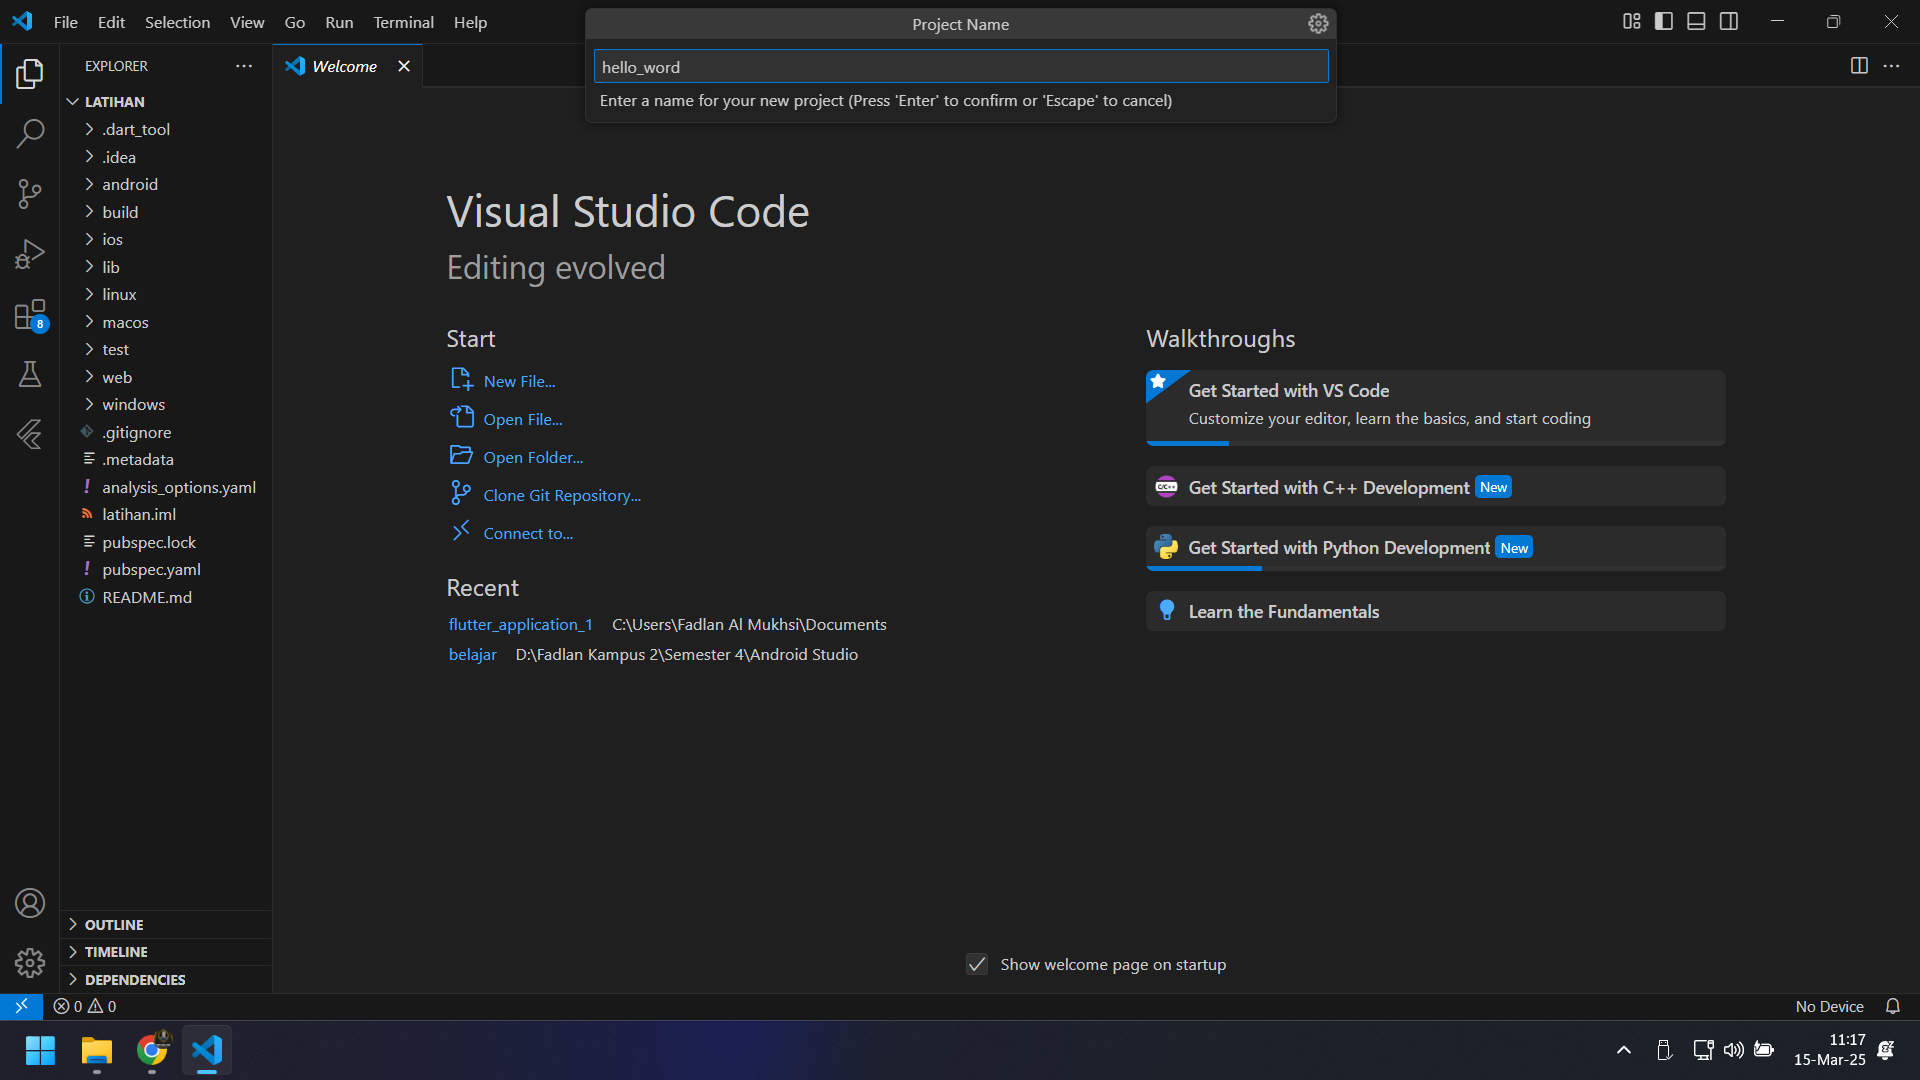 File Edit Selection View Go Run Terminal Help
Project Name
hello_word
Enter a name for your new project (Press 'Enter' to confirm or 'Escape' to cancel)
EXPLORER
Welcome
LATIHAN
.dart_tool
.idea
android
build
ios
lib
linux
macos
test
web
windows
.gitignore
.metadata
analysis_options.yaml
latihan.iml
pubspec.lock
pubspec.yaml
README.md
OUTLINE
TIMELINE
DEPENDENCIES
8
Visual Studio Code
Editing evolved
Start
New File...
Open File...
Open Folder...
Clone Git Repository...
Connect to...
Recent
flutter_application_1 C:\Users\Fadlan Al Mukhsi\Documents
belajar D:\Fadlan Kampus 2\Semester 4\Android Studio
Walkthroughs
Get Started with VS Code
Customize your editor, learn the basics, and start coding
C/C++ Get Started with C++ Development New
Get Started with Python Development New
Learn the Fundamentals
Show welcome page on startup
0 0
No Device
11:17
15-Mar-25